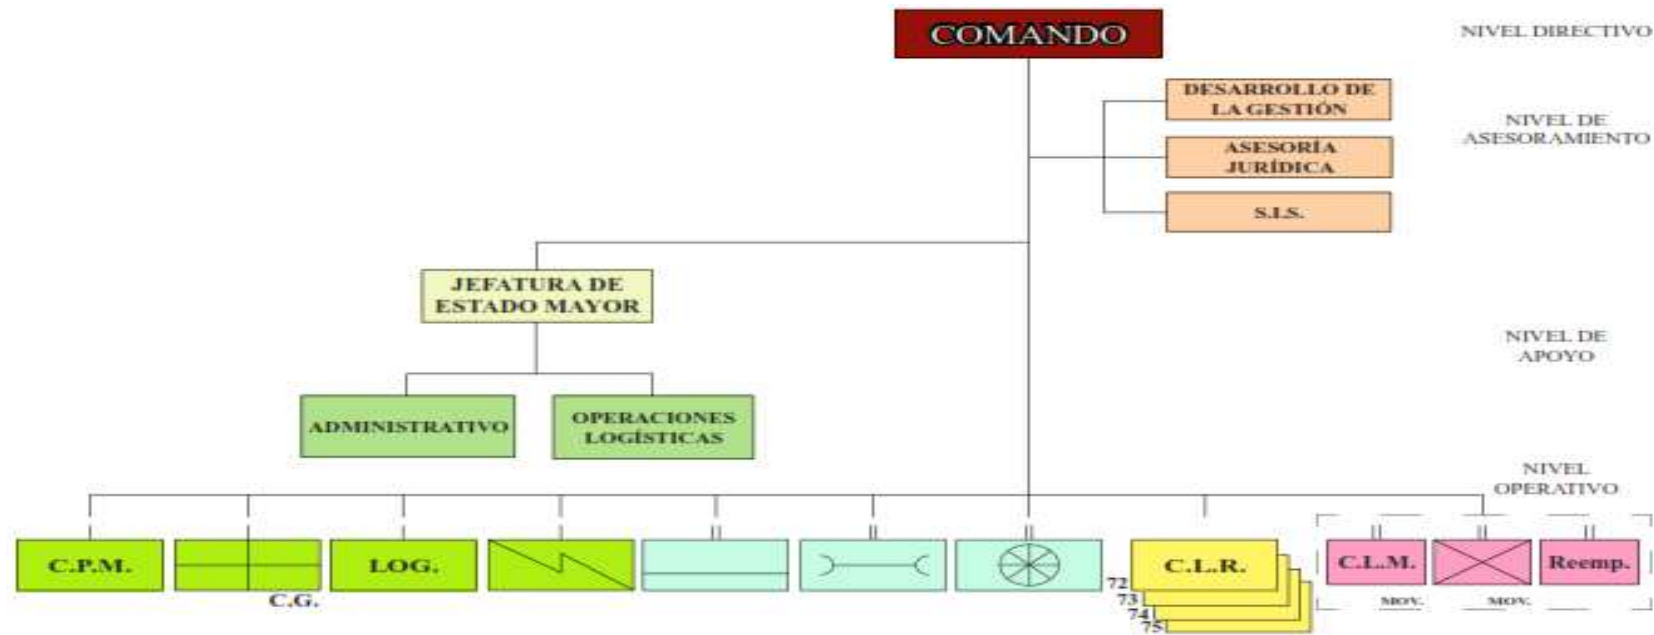 COMANDO
NIVEL DIRECTIVO
DESARROLLO DE
LA GESTIÓN
NIVEL DE
ASESORAMIENTO
ASESORÍA
JURÍDICA
S.I.S.
JEFATURA DE
ESTADO MAYOR
NIVEL DE
APOYO
ADMINISTRATIVO
OPERACIONES
LOGÍSTICAS
NIVEL
OPERATIVO
C.P.M.
C.G.
LOG.
C.L.R.
72
73
74
75
C.L.M.
MOV.
MOV.
Reemp.